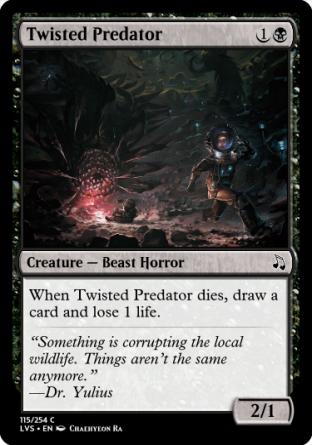 Twisted Predator 1
Creature — Beast Horror
When Twisted Predator dies, draw a
card and lose 1 life.
“Something is corrupting the local
wildlife. Things aren’t the same
anymore.”
—Dr. Yulius
2/1
115/254 C
LVS • EN Chaehyeon Ra